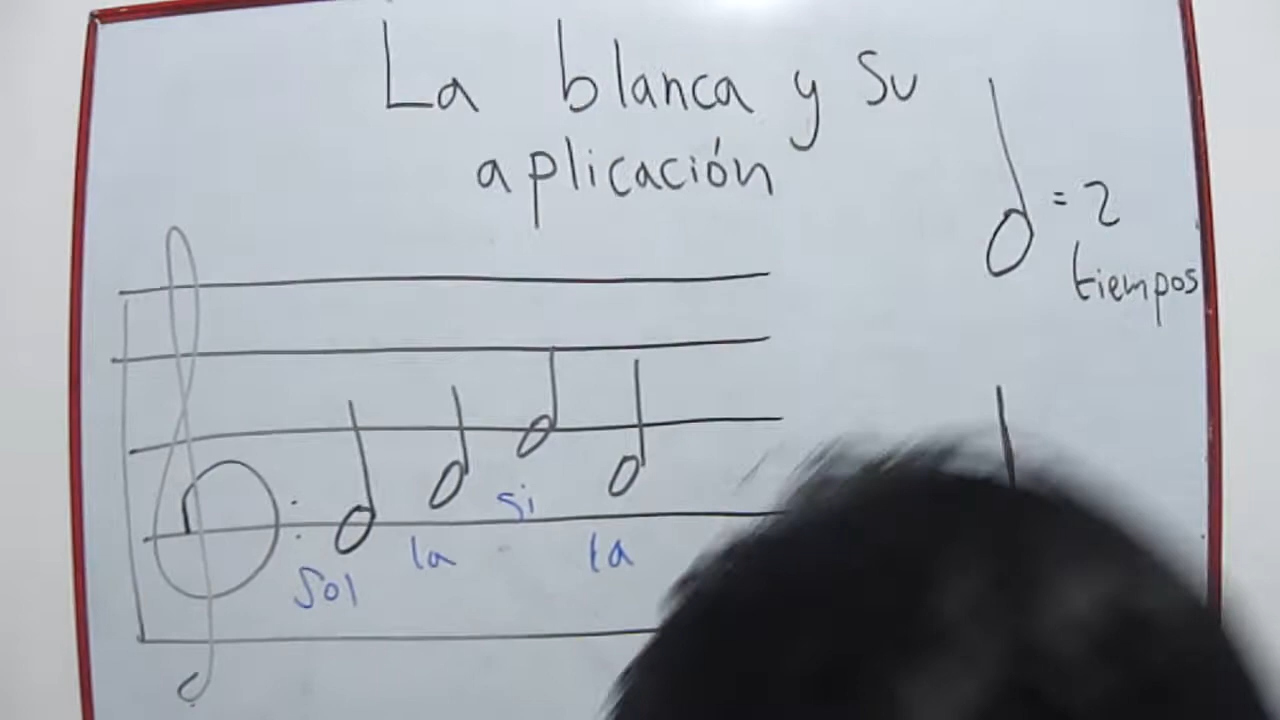 La blanca y su
aplicación
= 2
tiempos
Sol la si la